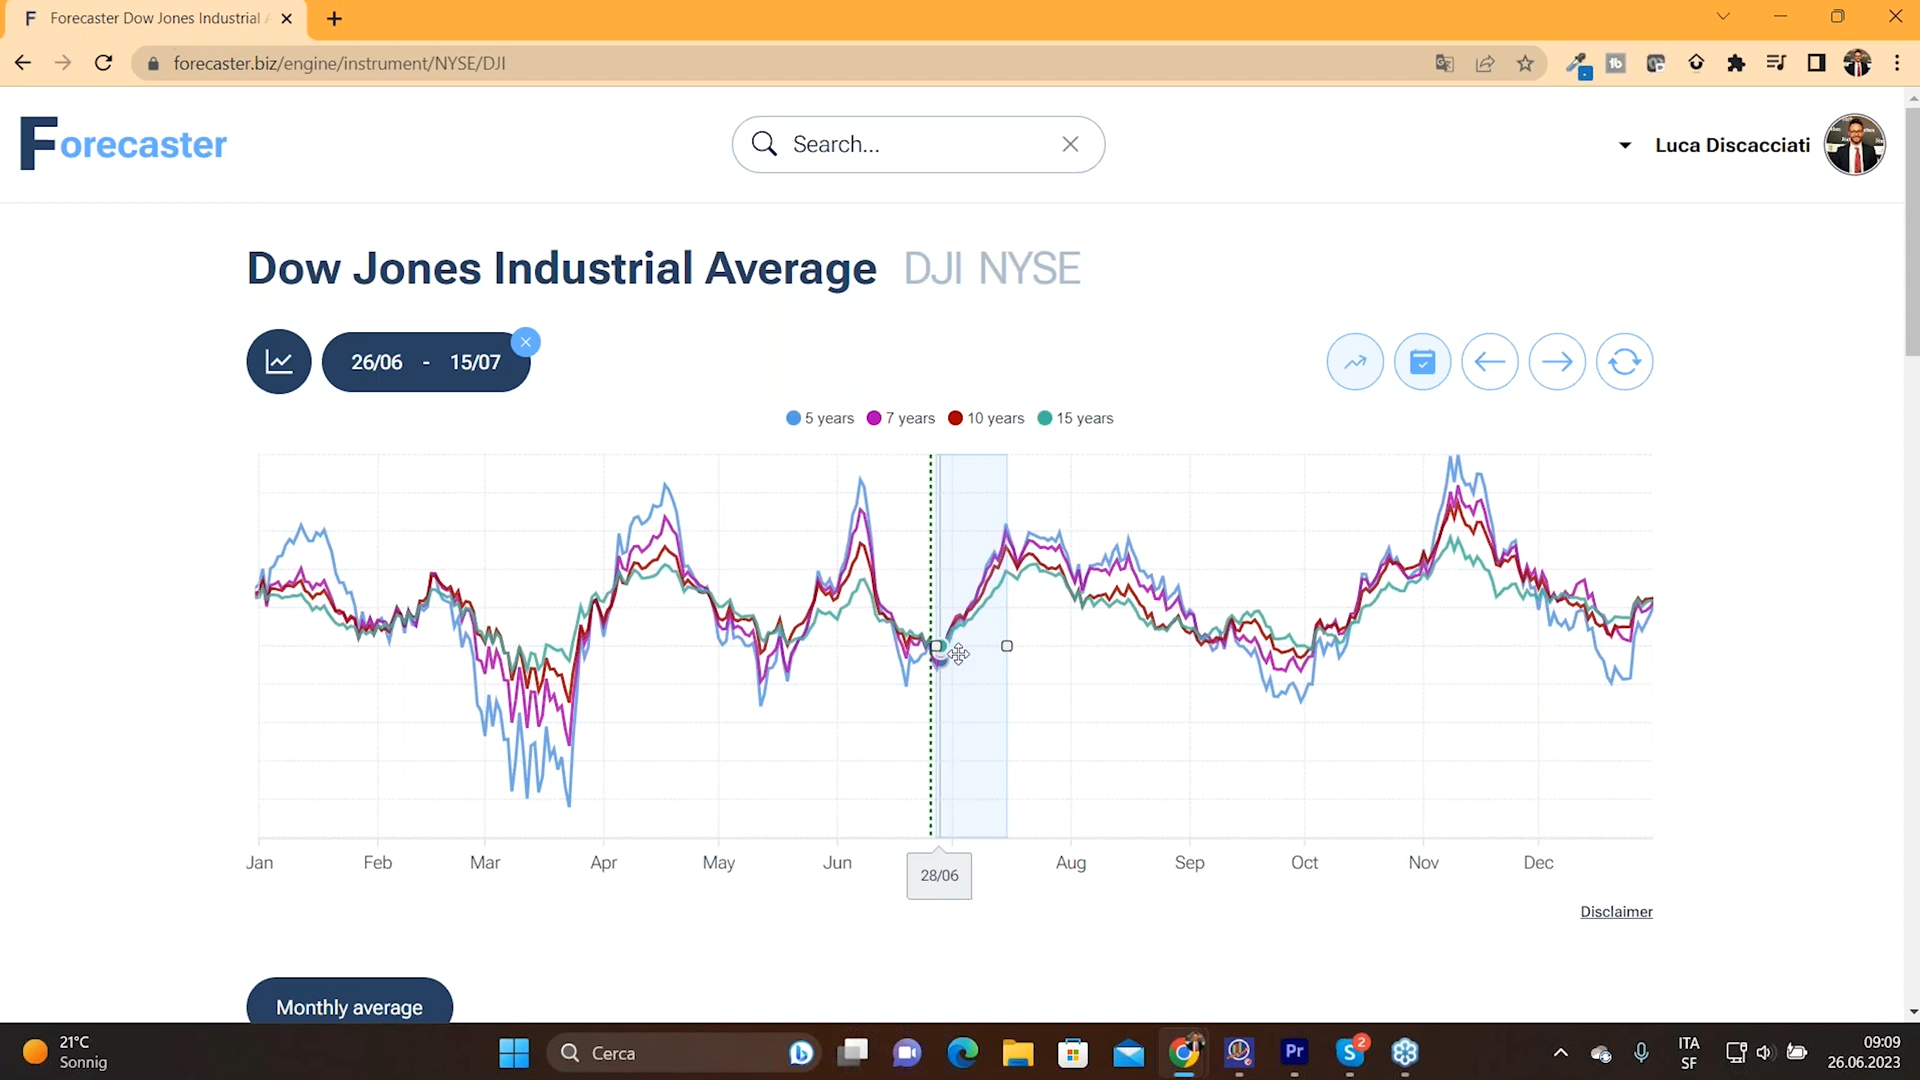 F Forecaster Dow Jones Industrial A
forecaster.biz/engine/instrument/NYSE/DJI
Forecaster
Search...
Luca Discacciati
Dow Jones Industrial Average DJI NYSE
26/06 - 15/07
5 years 7 years 10 years 15 years
Jan Feb Mar Apr May Jun Aug Sep Oct Nov Dec
28/06
Disclaimer
Monthly average
21°C
Sonnig
Cerca
Pr
S 2
ITA
SF
09:09
26.06.2023